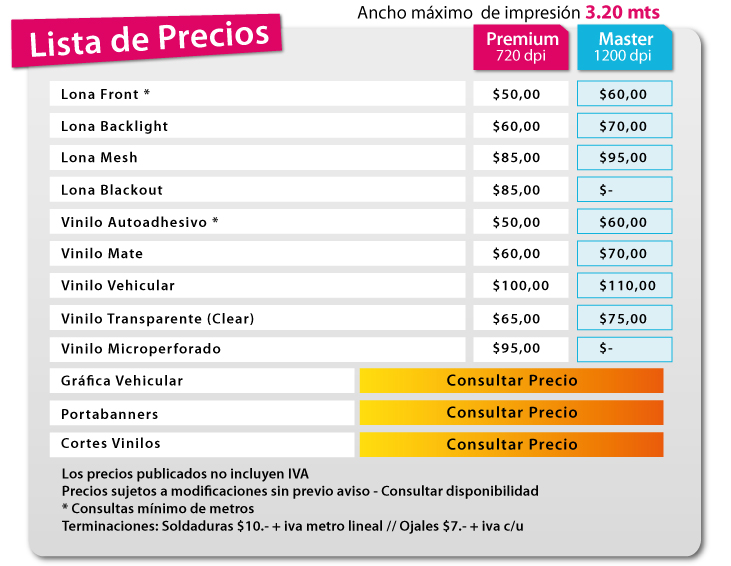 Ancho máximo de impresión 3.20 mts
Lista de Precios
Premium Master
720 dpi 1200 dpi
Lona Front * $50,00 $60,00
Lona Backlight $60,00 $70,00
Lona Mesh $85,00 $95,00
Lona Blackout $85,00 $-
Vinilo Autoadhesivo * $50,00 $60,00
Vinilo Mate $60,00 $70,00
Vinilo Vehicular $100,00 $110,00
Vinilo Transparente (Clear) $65,00 $75,00
Vinilo Microperforado $95,00 $-
Gráfica Vehicular Consultar Precio
Portabanners Consultar Precio
Cortes Vinilos Consultar Precio
Los precios publicados no incluyen IVA
Precios sujetos a modificaciones sin previo aviso - Consultar disponibilidad
* Consultas mínimo de metros
Terminaciones: Soldaduras $10.- + iva metro lineal // Ojales $7.- + iva c/u